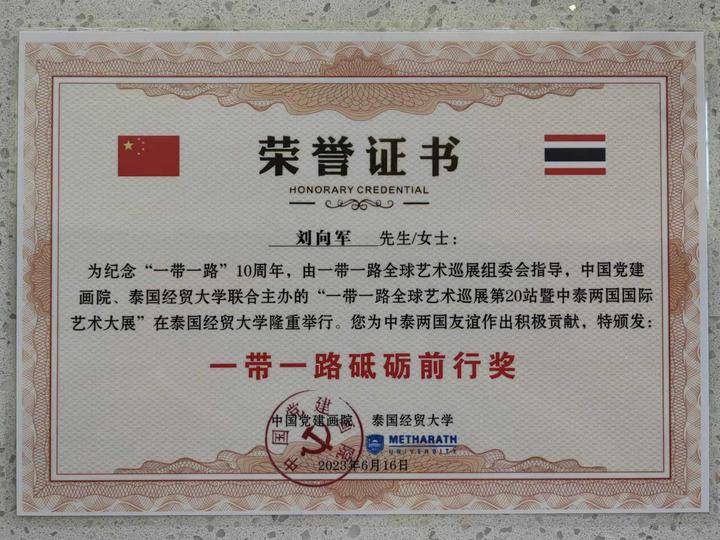 荣誉证书
HONORARY CREDENTIAL
刘向军 先生/女士：
为纪念“一带一路”10周年，由一带一路全球艺术巡展组委会指导，中国党建
画院、泰国经贸大学联合主办的“一带一路全球艺术巡展第20站暨中泰两国国际
艺术大展”在泰国经贸大学隆重举行。您为中泰两国友谊作出积极贡献，特颁发：
一带一路砥砺前行奖
中国党建画院 泰国经贸大学
中国党建画院
METHARATH
UNIVERSITY
2023年6月16日